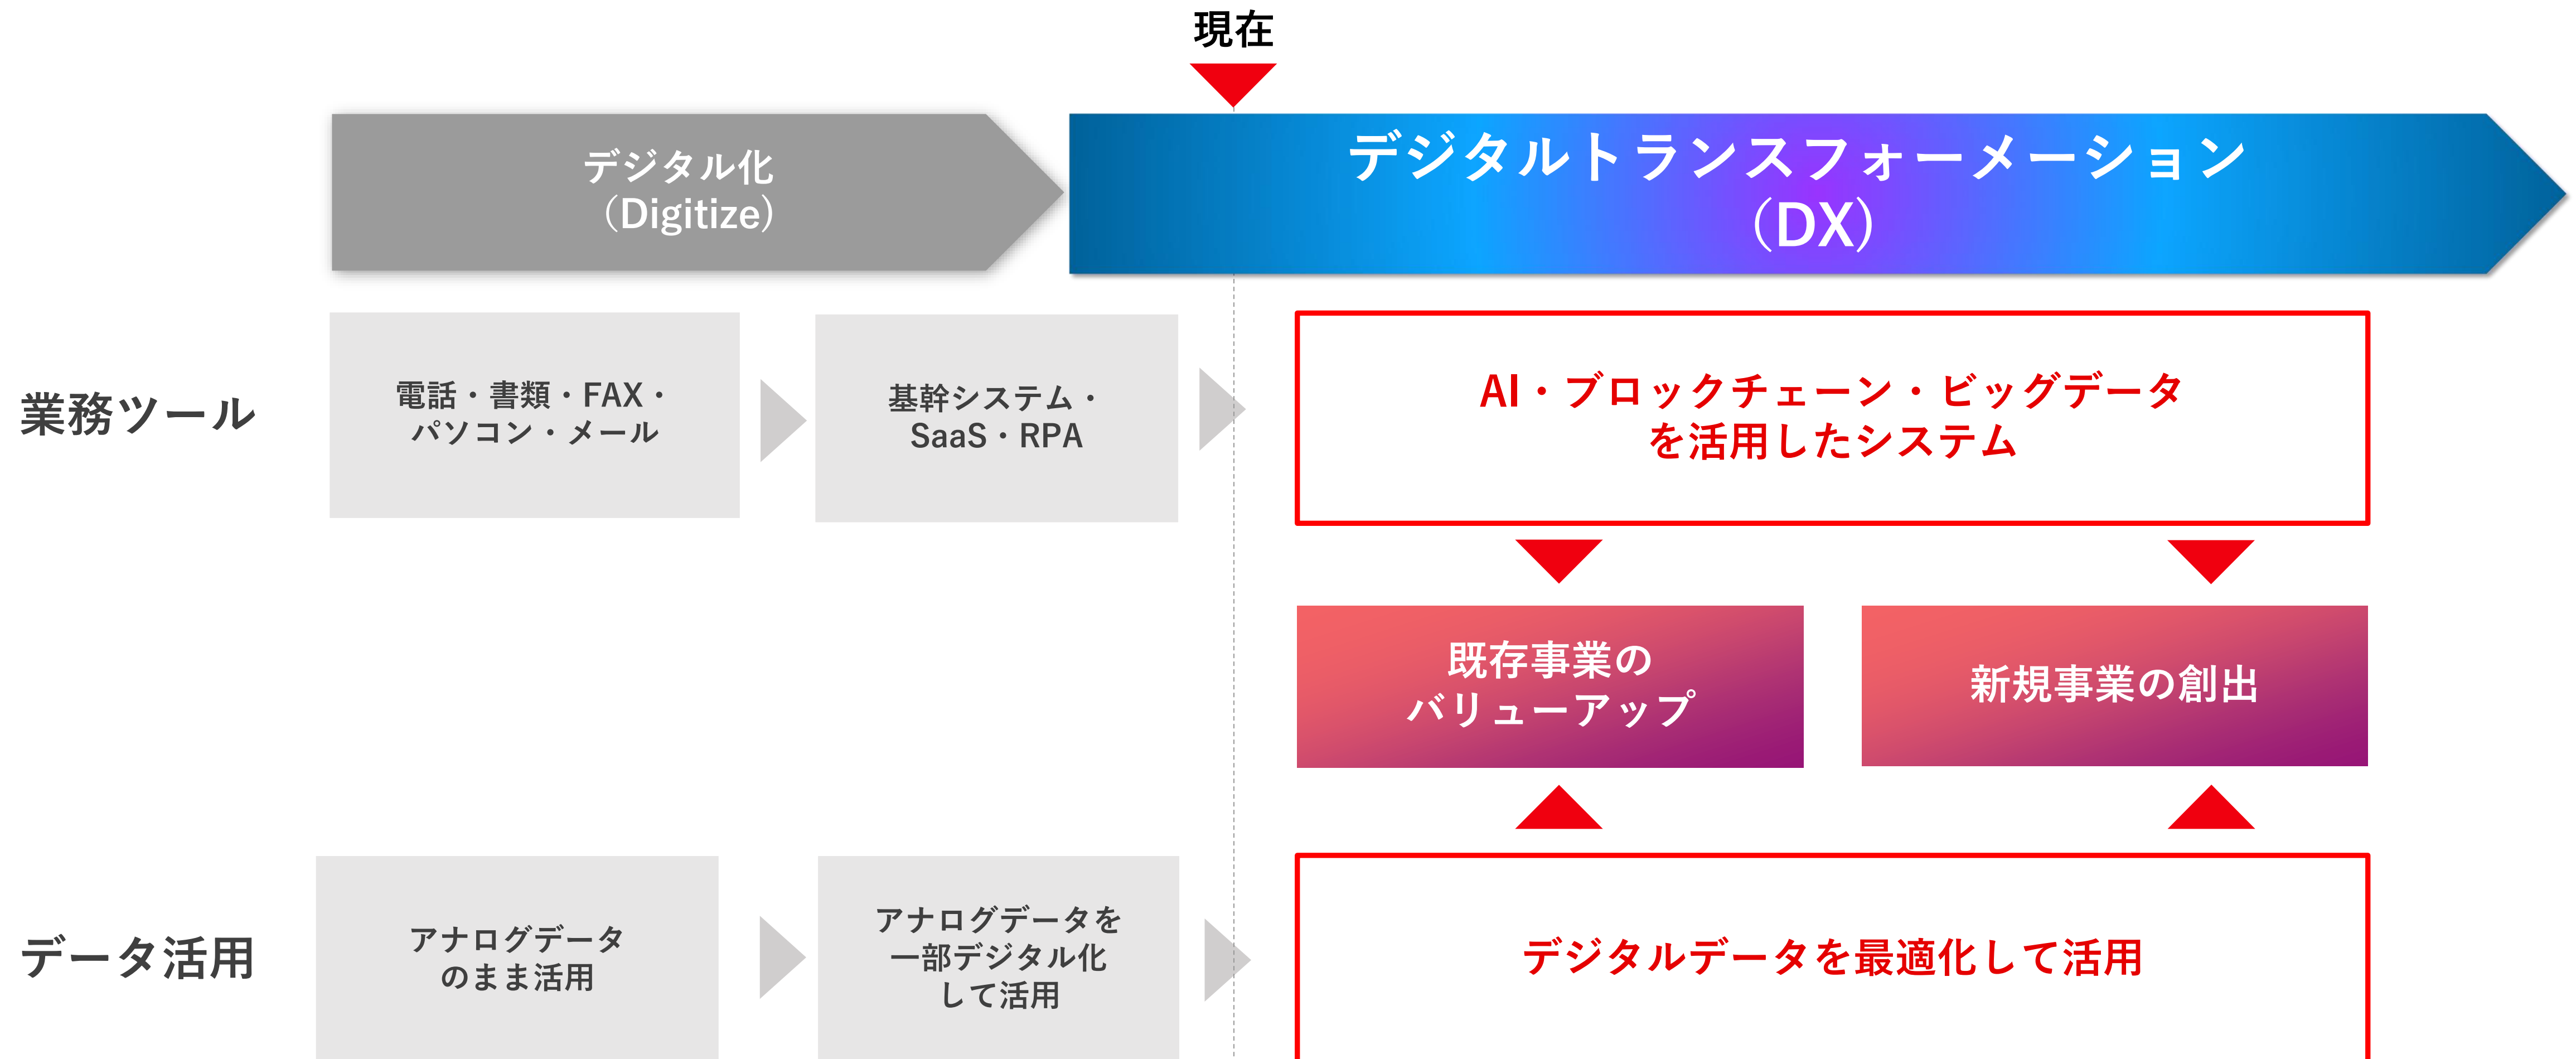 現在
デジタル化
（Digitize）
デジタルトランスフォーメーション
（DX）
業務ツール
電話・書類・FAX・
パソコン・メール
基幹システム・
SaaS・RPA
AI・ブロックチェーン・ビッグデータ
を活用したシステム
既存事業の
バリューアップ
新規事業の創出
データ活用
アナログデータ
のまま活用
アナログデータを
一部デジタル化
して活用
デジタルデータを最適化して活用